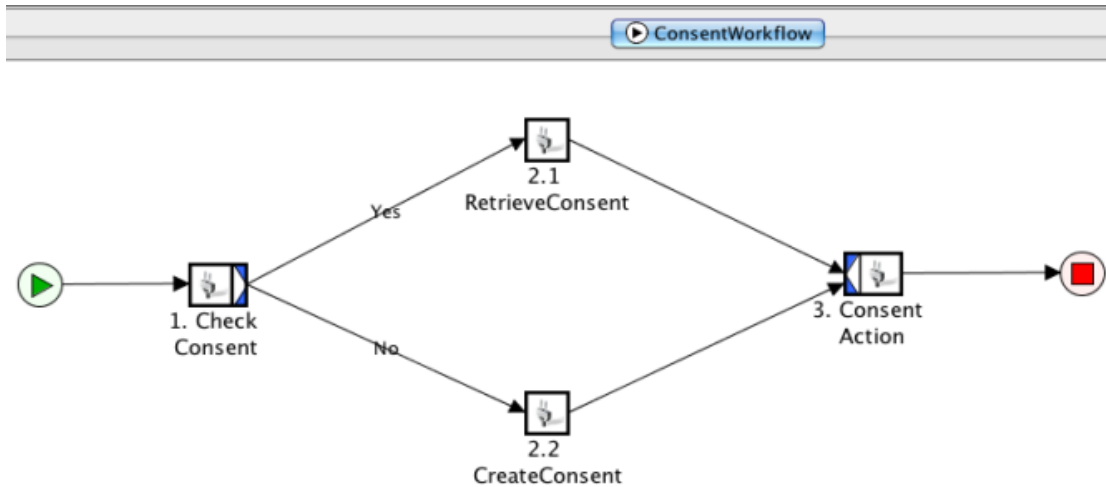 ConsentWorkflow
2.1
RetrieveConsent
Yes
1. Check
Consent
No
3. Consent
Action
2.2
CreateConsent